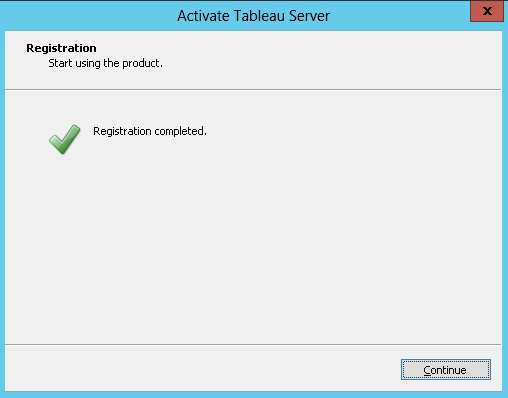 Activate Tableau Server
x
Registration
Start using the product.
Registration completed.
Continue